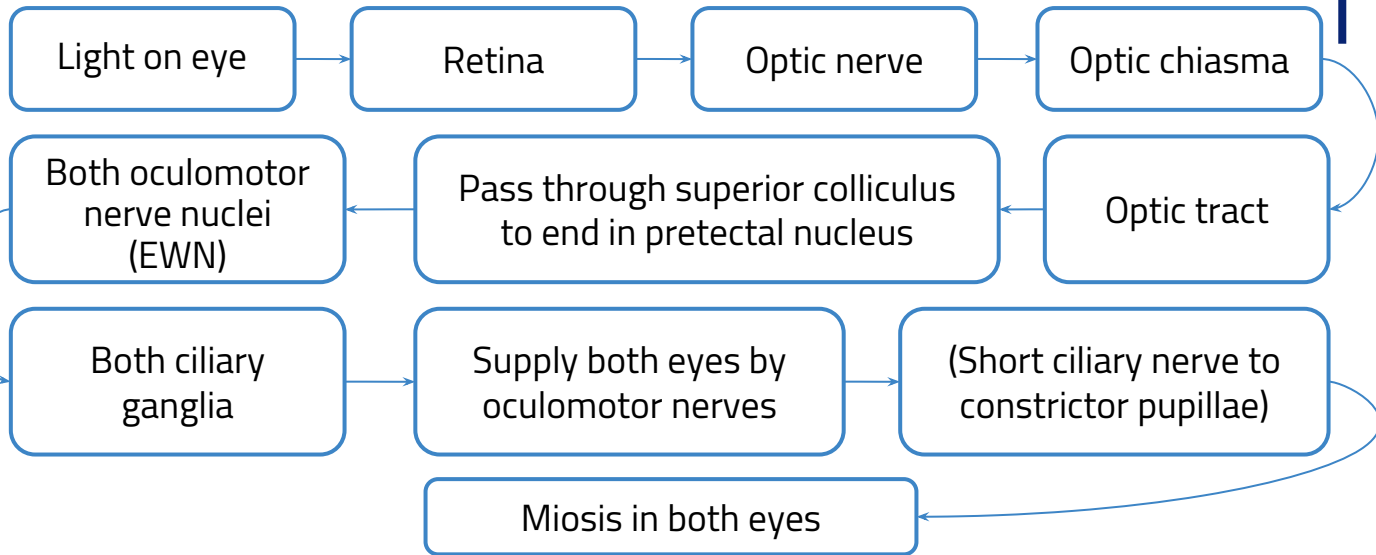 Light on eye
Retina
Optic nerve
Optic chiasma
Optic tract
Pass through superior colliculus
to end in pretectal nucleus
Both oculomotor
nerve nuclei
(EWN)
Both ciliary
ganglia
Supply both eyes by
oculomotor nerves
(Short ciliary nerve to
constrictor pupillae)
Miosis in both eyes